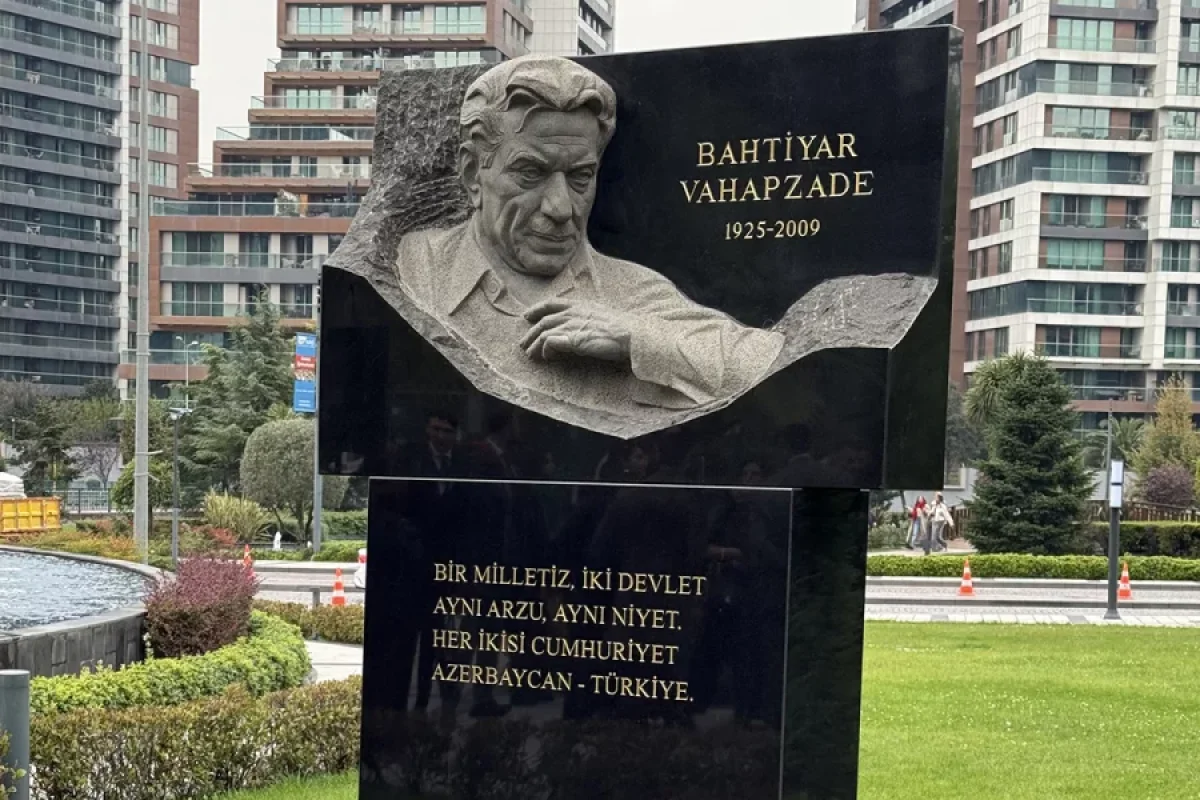 BAHTİYAR
VAHAPZADE
1925-2009
BİR MİLLETİZ, İKİ DEVLET
AYNI ARZU, AYNI NİYET.
HER İKİSİ CUMHURİYET
AZERBAYCAN - TÜRKİYE.